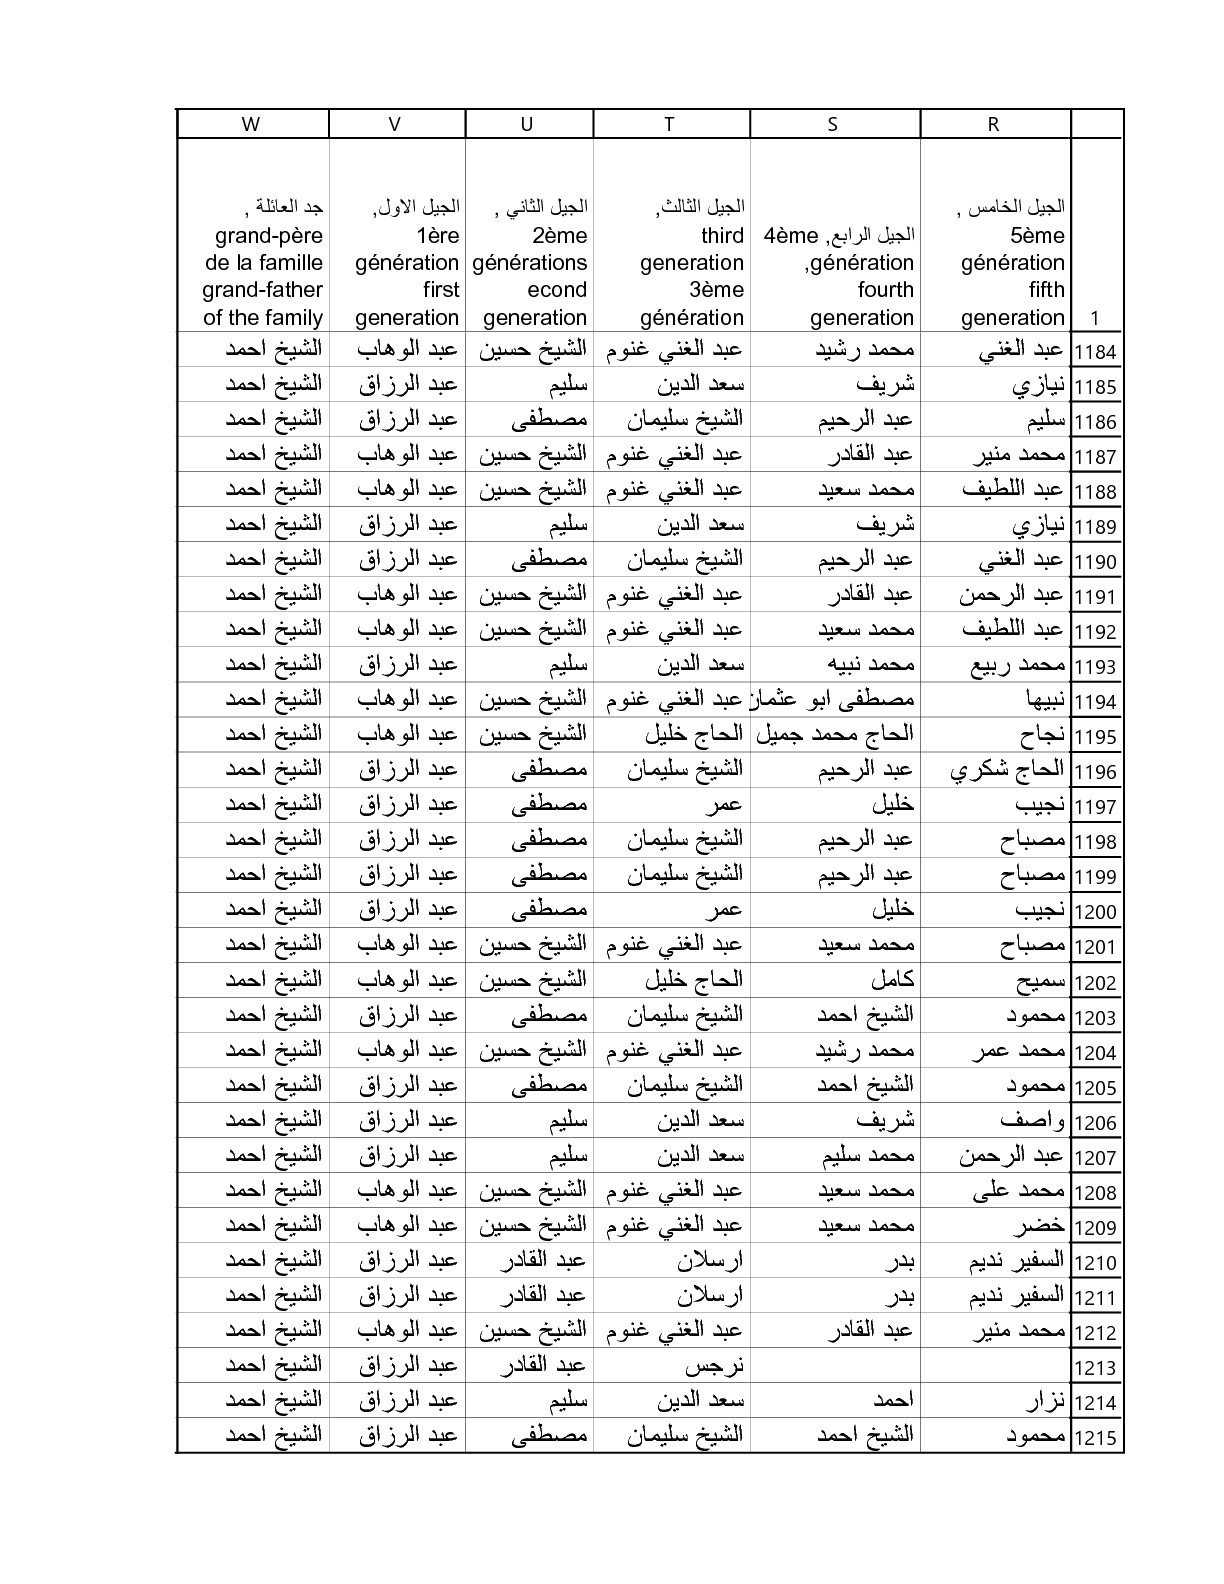 R S T U V W
الجيل الخامس , 5ème génération fifth generation
الجيل الرابع, 4ème génération, fourth generation
الجيل الثالث, third generation 3ème génération
الجيل الثاني , 2ème générations econd generation
الجيل الاول, 1ère génération first generation
جد العائلة , grand-père de la famille grand-father of the family
1
1184 عبد الغني محمد رشيد عبد الغني غنوم الشيخ حسين عبد الوهاب الشيخ احمد
1185 نيازي شريف سعد الدين سليم عبد الرزاق الشيخ احمد
1186 سليم عبد الرحيم الشيخ سليمان مصطفى عبد الرزاق الشيخ احمد
1187 محمد منير عبد القادر عبد الغني غنوم الشيخ حسين عبد الوهاب الشيخ احمد
1188 عبد اللطيف محمد سعيد عبد الغني غنوم الشيخ حسين عبد الوهاب الشيخ احمد
1189 نيازي شريف سعد الدين سليم عبد الرزاق الشيخ احمد
1190 عبد الغني عبد الرحيم الشيخ سليمان مصطفى عبد الرزاق الشيخ احمد
1191 عبد الرحمن عبد القادر عبد الغني غنوم الشيخ حسين عبد الوهاب الشيخ احمد
1192 عبد اللطيف محمد سعيد عبد الغني غنوم الشيخ حسين عبد الوهاب الشيخ احمد
1193 محمد ربيع محمد نبيه سعد الدين سليم عبد الرزاق الشيخ احمد
1194 نبيها مصطفى ابو عثمان عبد الغني غنوم الشيخ حسين عبد الوهاب الشيخ احمد
1195 نجاح الحاج محمد جميل الحاج خليل الشيخ حسين عبد الوهاب الشيخ احمد
1196 الحاج شكري عبد الرحيم الشيخ سليمان مصطفى عبد الرزاق الشيخ احمد
1197 نجيب خليل عمر مصطفى عبد الرزاق الشيخ احمد
1198 مصباح عبد الرحيم الشيخ سليمان مصطفى عبد الرزاق الشيخ احمد
1199 مصباح عبد الرحيم الشيخ سليمان مصطفى عبد الرزاق الشيخ احمد
1200 نجيب خليل عمر مصطفى عبد الرزاق الشيخ احمد
1201 مصباح محمد سعيد عبد الغني غنوم الشيخ حسين عبد الوهاب الشيخ احمد
1202 سميح كامل الحاج خليل الشيخ حسين عبد الوهاب الشيخ احمد
1203 محمود الشيخ احمد الشيخ سليمان مصطفى عبد الرزاق الشيخ احمد
1204 محمد عمر محمد رشيد عبد الغني غنوم الشيخ حسين عبد الوهاب الشيخ احمد
1205 محمود الشيخ احمد الشيخ سليمان مصطفى عبد الرزاق الشيخ احمد
1206 واصف شريف سعد الدين سليم عبد الرزاق الشيخ احمد
1207 عبد الرحمن محمد سليم سعد الدين سليم عبد الرزاق الشيخ احمد
1208 محمد على محمد سعيد عبد الغني غنوم الشيخ حسين عبد الوهاب الشيخ احمد
1209 خضر محمد سعيد عبد الغني غنوم الشيخ حسين عبد الوهاب الشيخ احمد
1210 السفير نديم بدر ارسلان عبد القادر عبد الرزاق الشيخ احمد
1211 السفير نديم بدر ارسلان عبد القادر عبد الرزاق الشيخ احمد
1212 محمد منير عبد القادر عبد الغني غنوم الشيخ حسين عبد الوهاب الشيخ احمد
1213 نرجس عبد القادر عبد الرزاق الشيخ احمد
1214 نزار احمد سعد الدين سليم عبد الرزاق الشيخ احمد
1215 محمود الشيخ احمد الشيخ سليمان مصطفى عبد الرزاق الشيخ احمد